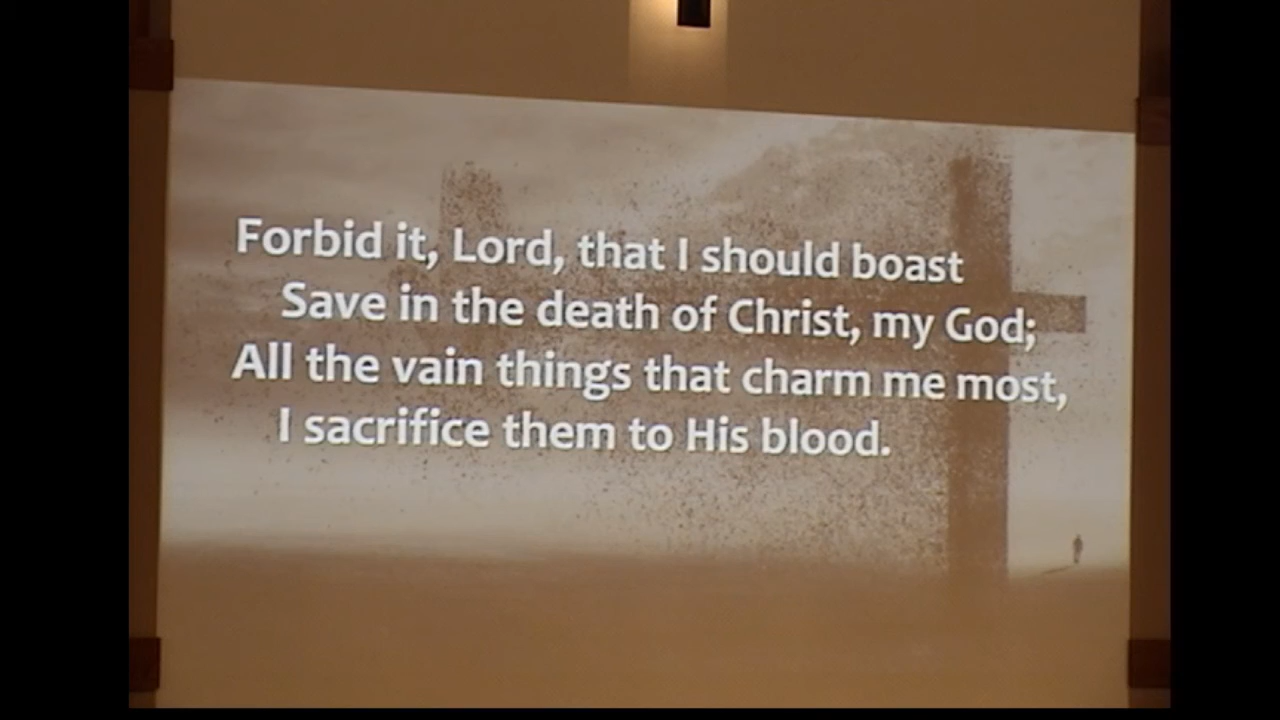 Forbid it, Lord, that I should boast
Save in the death of Christ, my God;
All the vain things that charm me most,
I sacrifice them to His blood.